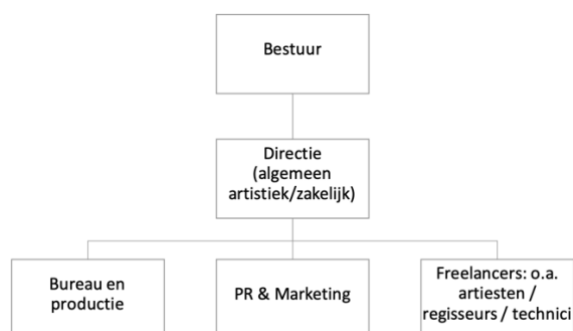 Bestuur
Directie
(algemeen
artistiek/zakelijk)
Bureau en
productie
PR & Marketing
Freelancers: o.a.
artiesten /
regisseurs / technici